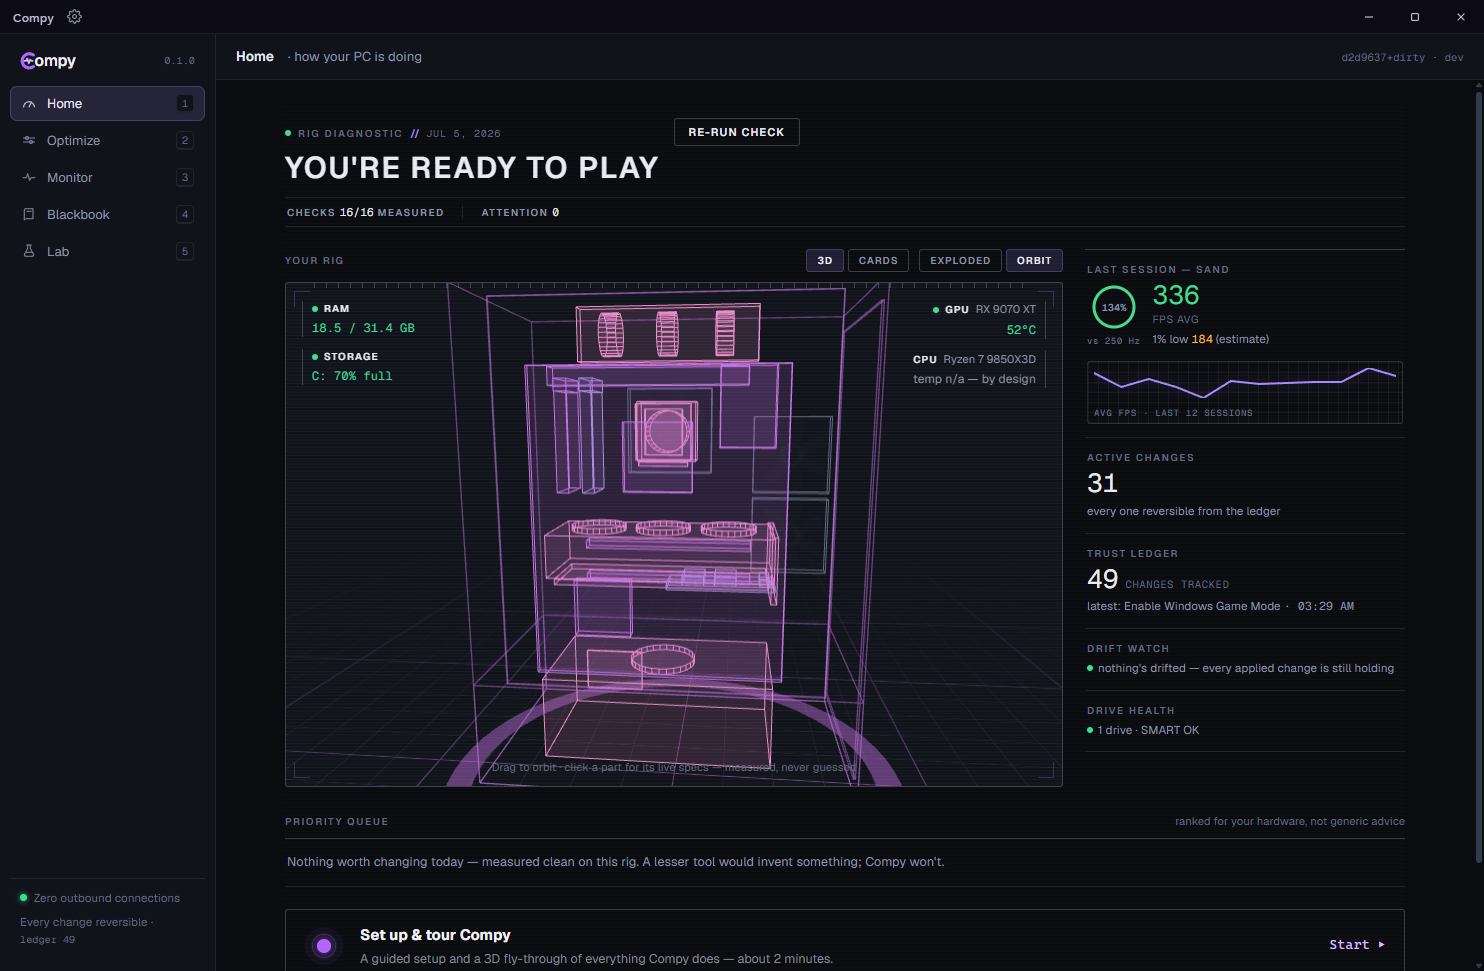 Compy
Compy
0.1.0
Home 1
Optimize 2
Monitor 3
Blackbook 4
Lab 5
Zero outbound connections
Every change reversible ·
ledger 49
Home · how your PC is doing
d2d9637+dirty · dev
RIG DIAGNOSTIC // JUL 5, 2026
RE-RUN CHECK
YOU'RE READY TO PLAY
CHECKS 16/16 MEASURED
ATTENTION 0
YOUR RIG
3D
CARDS
EXPLODED
ORBIT
RAM
18.5 / 31.4 GB
STORAGE
C: 70% full
GPU RX 9070 XT
52°C
CPU Ryzen 7 9850X3D
temp n/a — by design
Drag to orbit · click a part for its live specs — measured, never guessed
LAST SESSION — SAND
134%
vs 250 Hz
336
FPS AVG
1% low 184 (estimate)
AVG FPS · LAST 12 SESSIONS
ACTIVE CHANGES
31
every one reversible from the ledger
TRUST LEDGER
49 CHANGES TRACKED
latest: Enable Windows Game Mode · 03:29 AM
DRIFT WATCH
nothing's drifted — every applied change is still holding
DRIVE HEALTH
1 drive · SMART OK
PRIORITY QUEUE
ranked for your hardware, not generic advice
Nothing worth changing today — measured clean on this rig. A lesser tool would invent something; Compy won't.
Set up & tour Compy
A guided setup and a 3D fly-through of everything Compy does — about 2 minutes.
Start